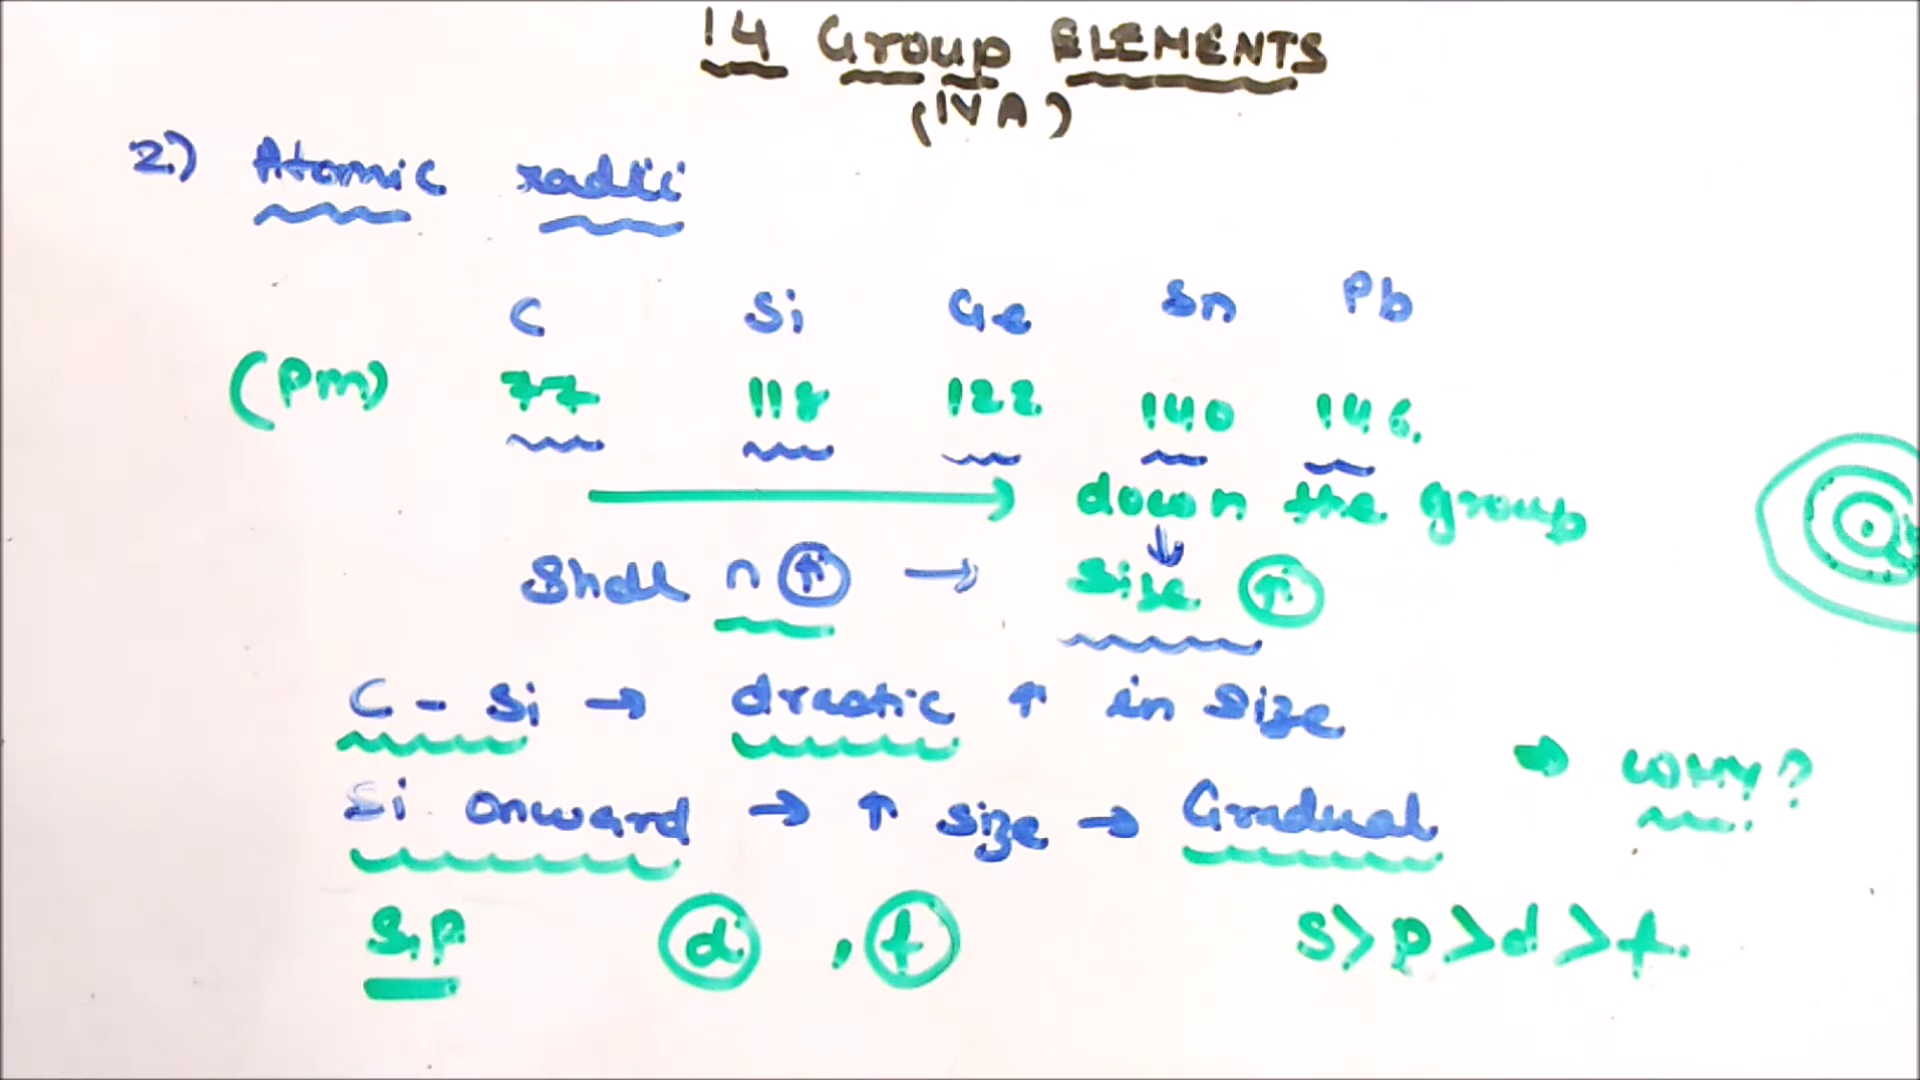 14 Group ELEMENTS
(IVA)
2.) Atomic radii
C Si Ge Sn Pb
(Pm) 77 118 122 140 146
down the group
Shell n ↑ → Size ↑
C - Si → drastic ↑ in Size
Si onward → ↑ size → Gradual → WHY?
S,P d , f S>P>d>f